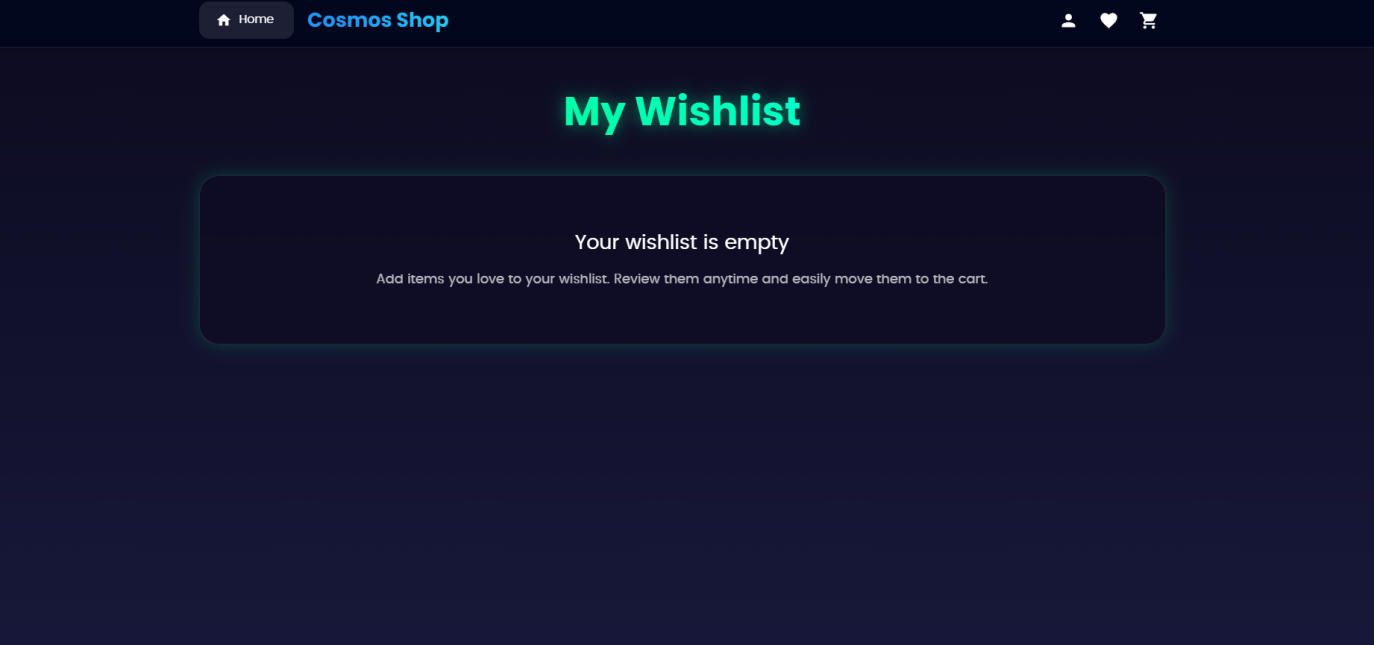 Home
Cosmos Shop
My Wishlist
Your wishlist is empty
Add items you love to your wishlist. Review them anytime and easily move them to the cart.